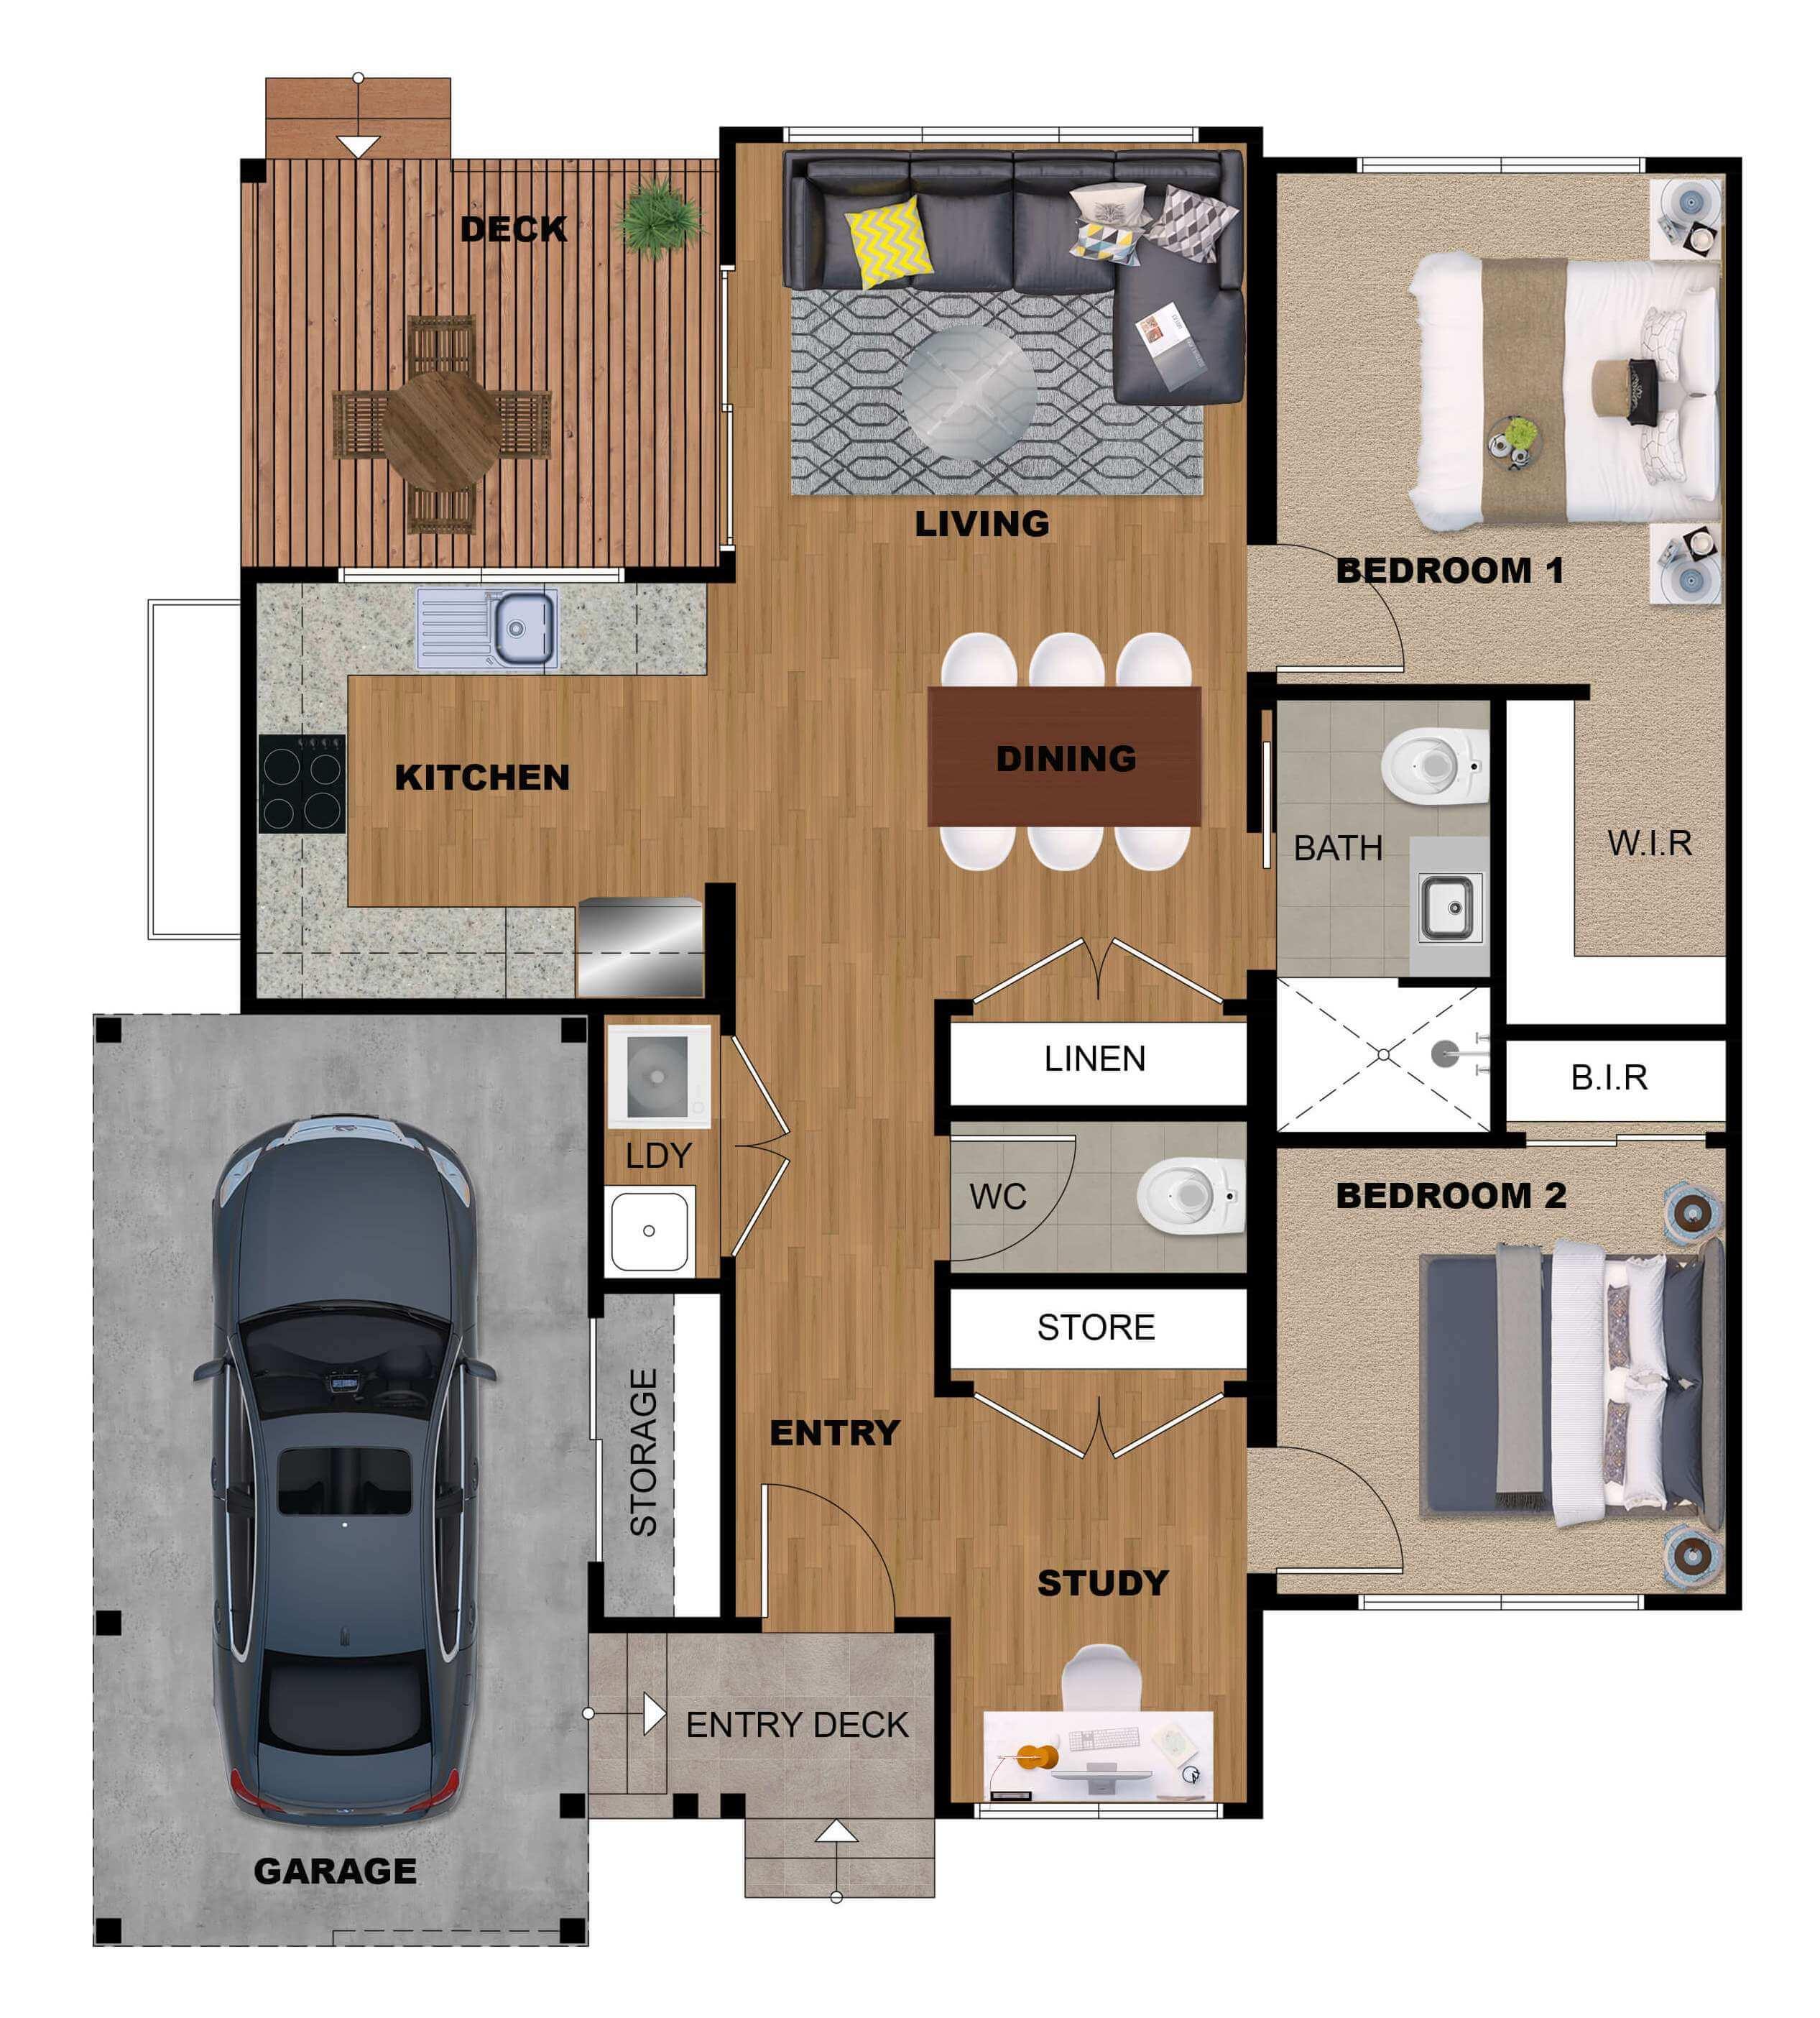 DECK
LIVING
BEDROOM 1
KITCHEN
DINING
BATH
W.I.R
LINEN
B.I.R
LDY
WC
BEDROOM 2
STORE
STORAGE
ENTRY
STUDY
ENTRY DECK
GARAGE